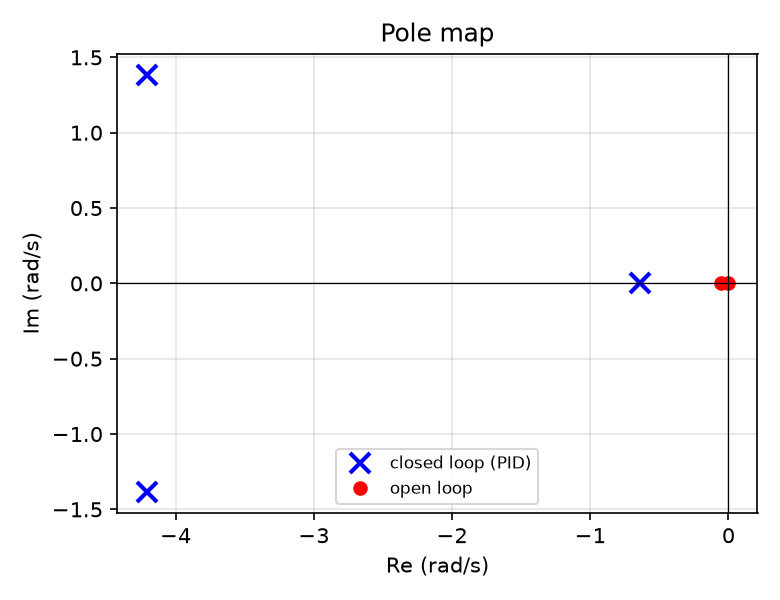 Pole map
1.5
1.0
0.5
0.0
−0.5
−1.0
−1.5
Im (rad/s)
closed loop (PID)
open loop
−4 −3 −2 −1 0
Re (rad/s)